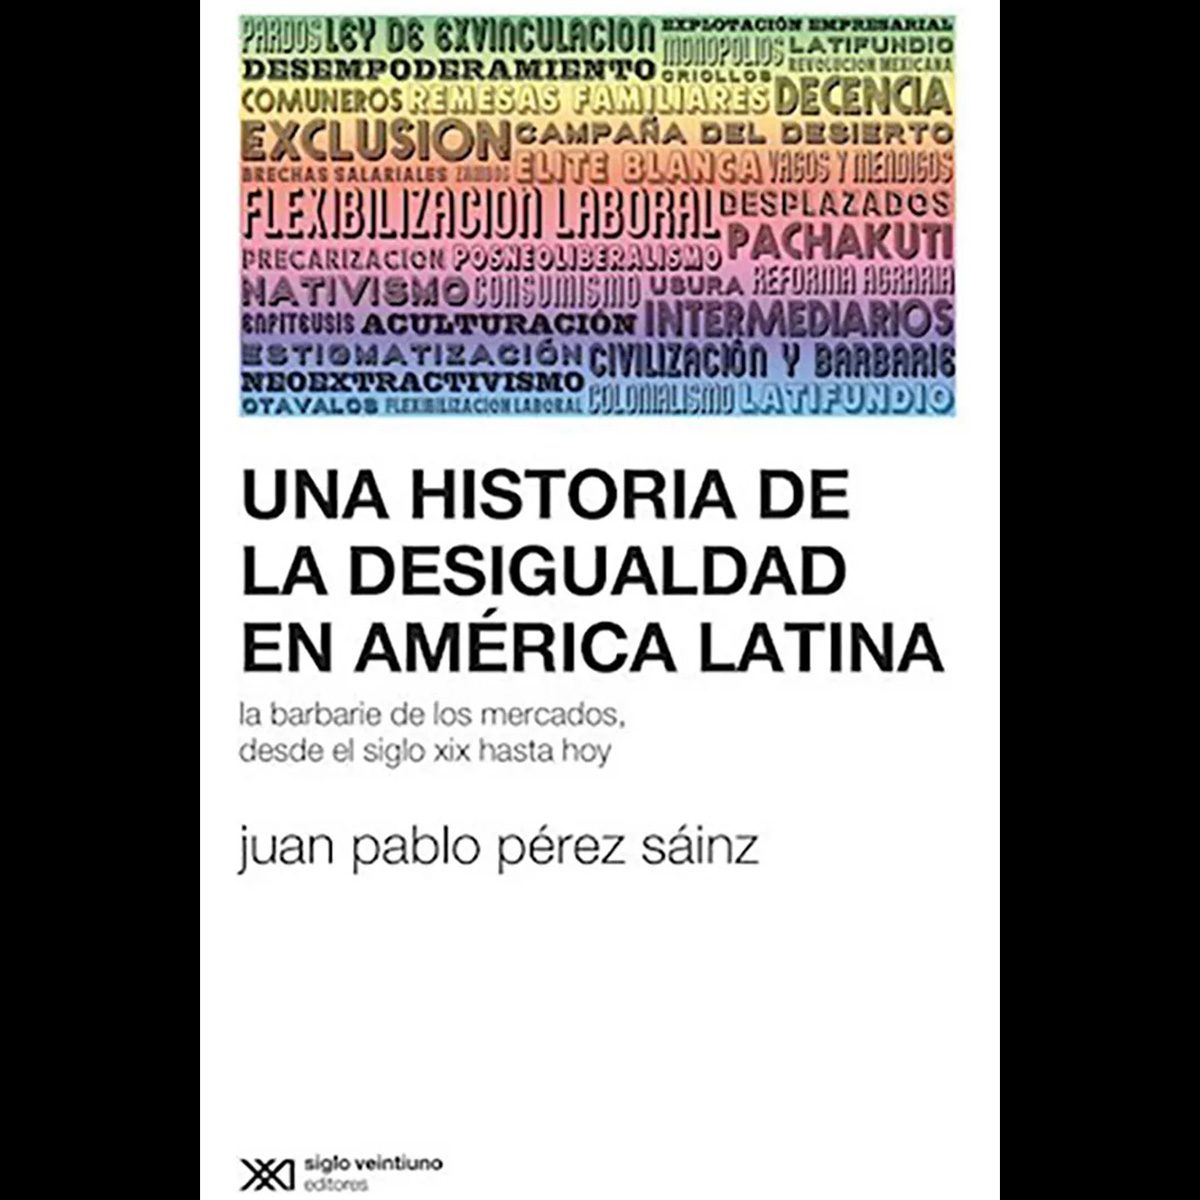 PARDOS LEY DE EXVINCULACION EXPLOTACIÓN EMPRESARIAL
MONOPOLIOS LATIFUNDIO
DESEMPODERAMIENTO CRIOLLOS REVOLUCION MEXICANA
COMUNEROS REMESAS FAMILIARES DECENCIA
EXCLUSION CAMPAÑA DEL DESIERTO
BRECHAS SALARIALES ZAMBOS ELITE BLANCA VAGOS Y MENDIGOS
FLEXIBILIZACION LABORAL DESPLAZADOS
PRECARIZACION POSNEOLIBERALISMO PACHAKUTI
NATIVISMO CONSUMISMO USURA REFORMA AGRARIA
ENFITEUSIS ACULTURACIÓN INTERMEDIARIOS
ESTIGMATIZACIÓN CIVILIZACIÓN Y BARBARIE
NEOEXTRACTIVISMO
OTAVALOS FLEXIBILIZACION LABORAL COLONIALISMO LATIFUNDIO
UNA HISTORIA DE
LA DESIGUALDAD
EN AMÉRICA LATINA
la barbarie de los mercados,
desde el siglo xix hasta hoy
juan pablo pérez sáinz
siglo veintiuno
editores